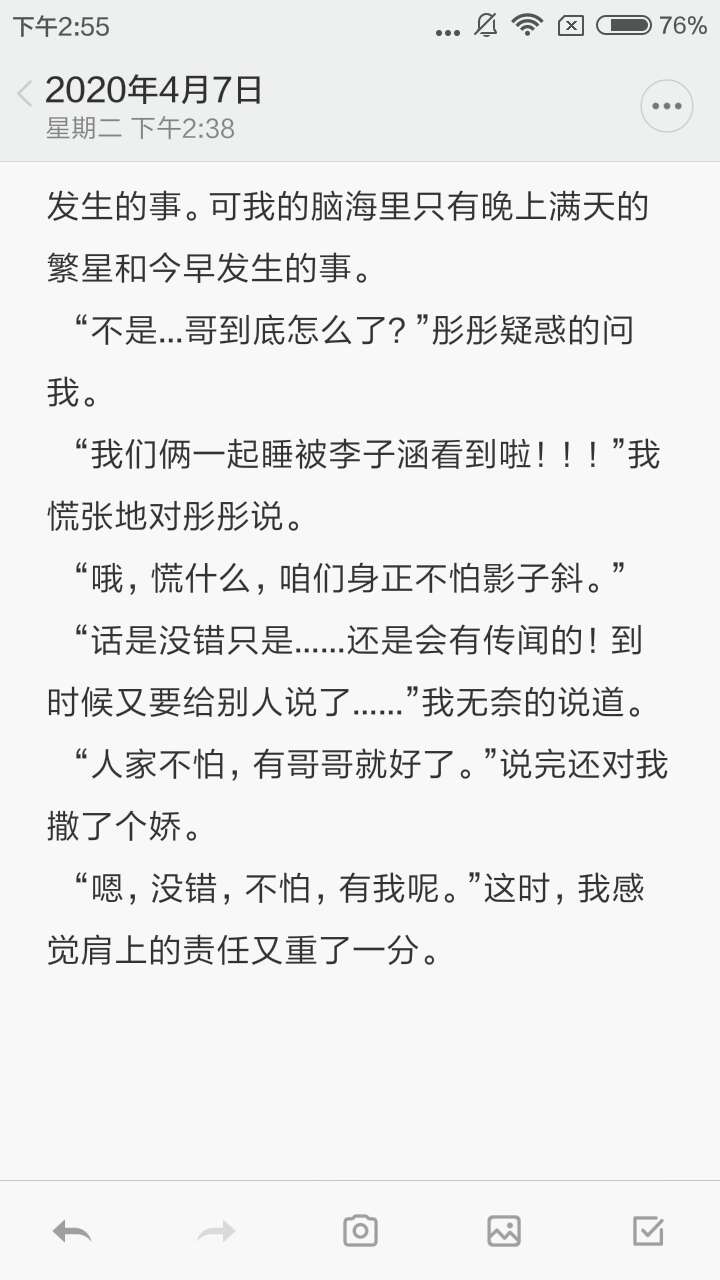 下午2:55
76%
2020年4月7日
星期二 下午2:38
发生的事。可我的脑海里只有晚上满天的
繁星和今早发生的事。
“不是...哥到底怎么了？”彤彤疑惑的问
我。
“我们俩一起睡被李子涵看到啦！！！”我
慌张地对彤彤说。
“哦，慌什么，咱们身正不怕影子斜。”
“话是没错只是......还是会有传闻的！到
时候又要给别人说了......”我无奈的说道。
“人家不怕，有哥哥就好了。”说完还对我
撒了个娇。
“嗯，没错，不怕，有我呢。”这时，我感
觉肩上的责任又重了一分。